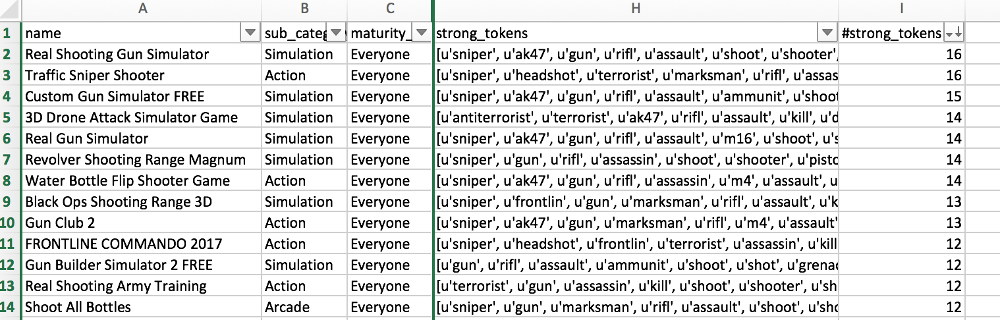 A B C H I
1 name sub_categ maturity_ strong_tokens #strong_tokens
2 Real Shooting Gun Simulator Simulation Everyone [u'sniper', u'ak47', u'gun', u'rifl', u'assault', u'shoot', u'shooter', 16
3 Traffic Sniper Shooter Action Everyone [u'sniper', u'headshot', u'terrorist', u'marksman', u'rifl', u'assas 16
4 Custom Gun Simulator FREE Simulation Everyone [u'sniper', u'ak47', u'gun', u'rifl', u'assault', u'ammunit', u'shoot 15
5 3D Drone Attack Simulator Game Simulation Everyone [u'antiterrorist', u'terrorist', u'ak47', u'rifl', u'assault', u'kill', u'd 14
6 Real Gun Simulator Simulation Everyone [u'sniper', u'ak47', u'gun', u'rifl', u'assault', u'm16', u'shoot', u's 14
7 Revolver Shooting Range Magnum Simulation Everyone [u'sniper', u'gun', u'rifl', u'assassin', u'shoot', u'shooter', u'pisto 14
8 Water Bottle Flip Shooter Game Action Everyone [u'sniper', u'ak47', u'gun', u'rifl', u'assassin', u'm4', u'assault', u 14
9 Black Ops Shooting Range 3D Simulation Everyone [u'sniper', u'frontlin', u'gun', u'marksman', u'rifl', u'assault', u'k 13
10 Gun Club 2 Action Everyone [u'sniper', u'ak47', u'gun', u'marksman', u'rifl', u'm4', u'assault' 13
11 FRONTLINE COMMANDO 2017 Action Everyone [u'sniper', u'headshot', u'frontlin', u'terrorist', u'assassin', u'kill 12
12 Gun Builder Simulator 2 FREE Simulation Everyone [u'gun', u'rifl', u'assault', u'ammunit', u'shoot', u'shot', u'grena 12
13 Real Shooting Army Training Action Everyone [u'terrorist', u'gun', u'assassin', u'kill', u'shoot', u'shooter', u'sh 12
14 Shoot All Bottles Arcade Everyone [u'sniper', u'gun', u'marksman', u'rifl', u'assault', u'shoot', u'sho 12